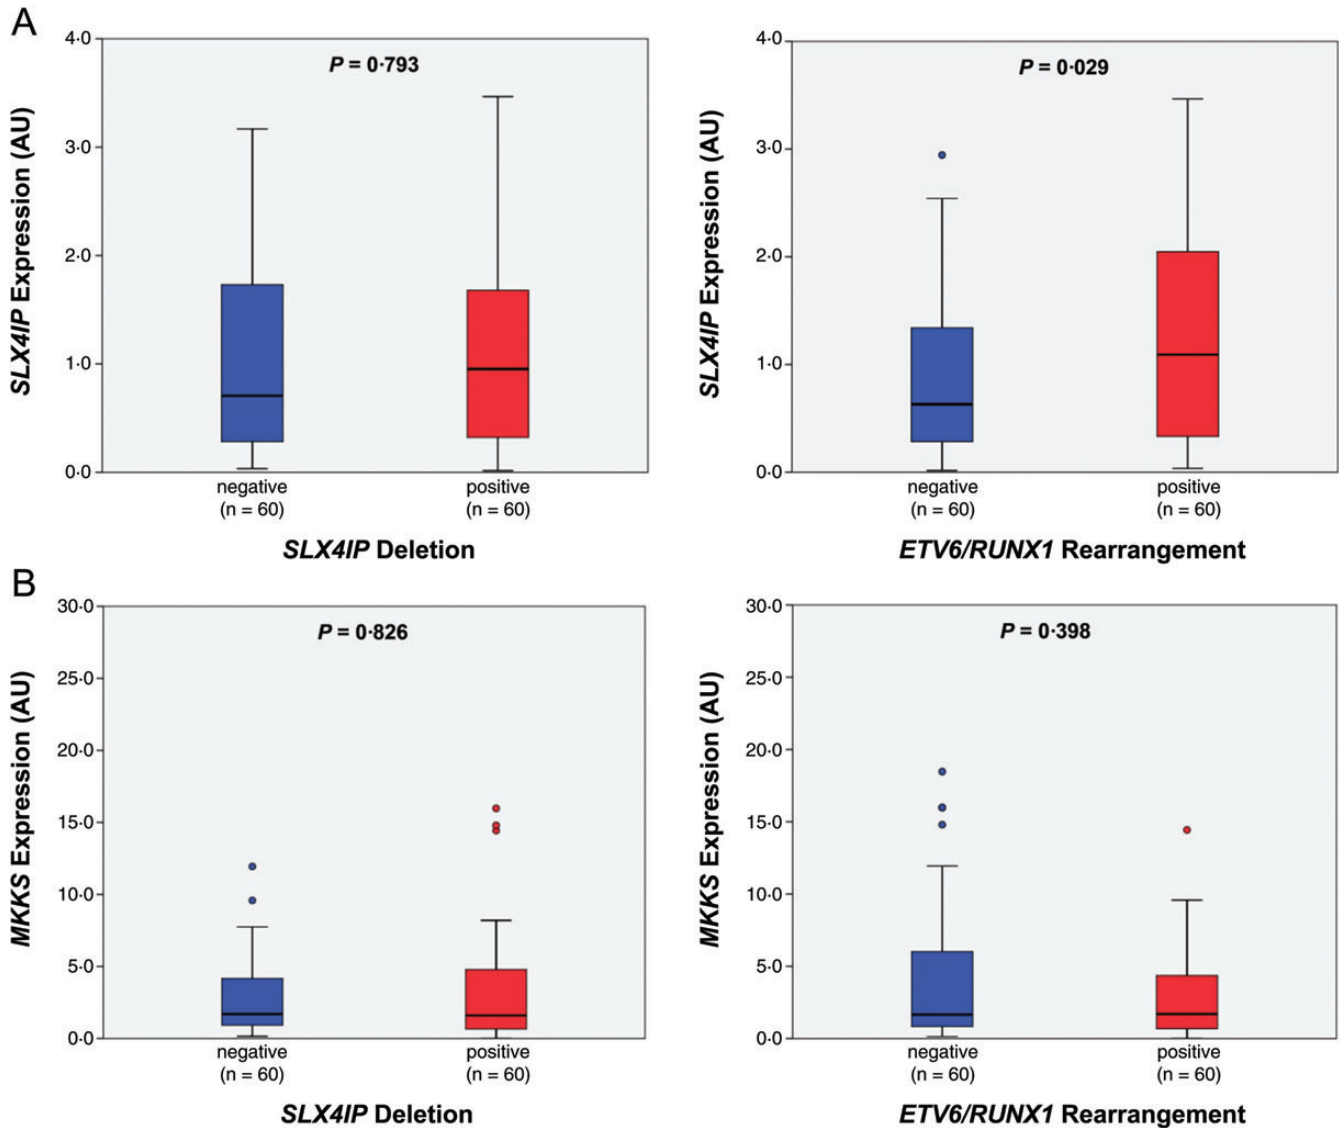 A
4·0
3·0
2·0
1·0
0·0
SLX4IP Expression (AU)
P = 0·793
negative
(n = 60)
positive
(n = 60)
SLX4IP Deletion
4·0
3·0
2·0
1·0
0·0
SLX4IP Expression (AU)
P = 0·029
negative
(n = 60)
positive
(n = 60)
ETV6/RUNX1 Rearrangement
B
30·0
25·0
20·0
15·0
10·0
5·0
0·0
MKKS Expression (AU)
P = 0·826
negative
(n = 60)
positive
(n = 60)
SLX4IP Deletion
30·0
25·0
20·0
15·0
10·0
5·0
0·0
MKKS Expression (AU)
P = 0·398
negative
(n = 60)
positive
(n = 60)
ETV6/RUNX1 Rearrangement